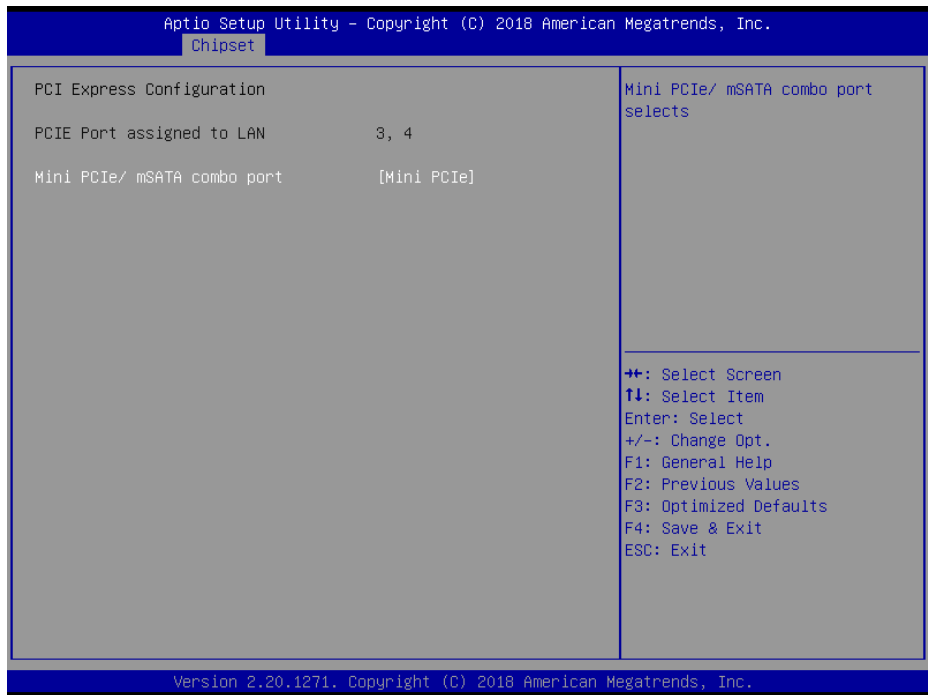 Aptio Setup Utility – Copyright (C) 2018 American Megatrends, Inc.
Chipset
PCI Express Configuration
PCIE Port assigned to LAN 3, 4
Mini PCIe/ mSATA combo port [Mini PCIe]
Mini PCIe/ mSATA combo port
selects
→←: Select Screen
↑↓: Select Item
Enter: Select
+/-: Change Opt.
F1: General Help
F2: Previous Values
F3: Optimized Defaults
F4: Save & Exit
ESC: Exit
Version 2.20.1271. Copyright (C) 2018 American Megatrends, Inc.